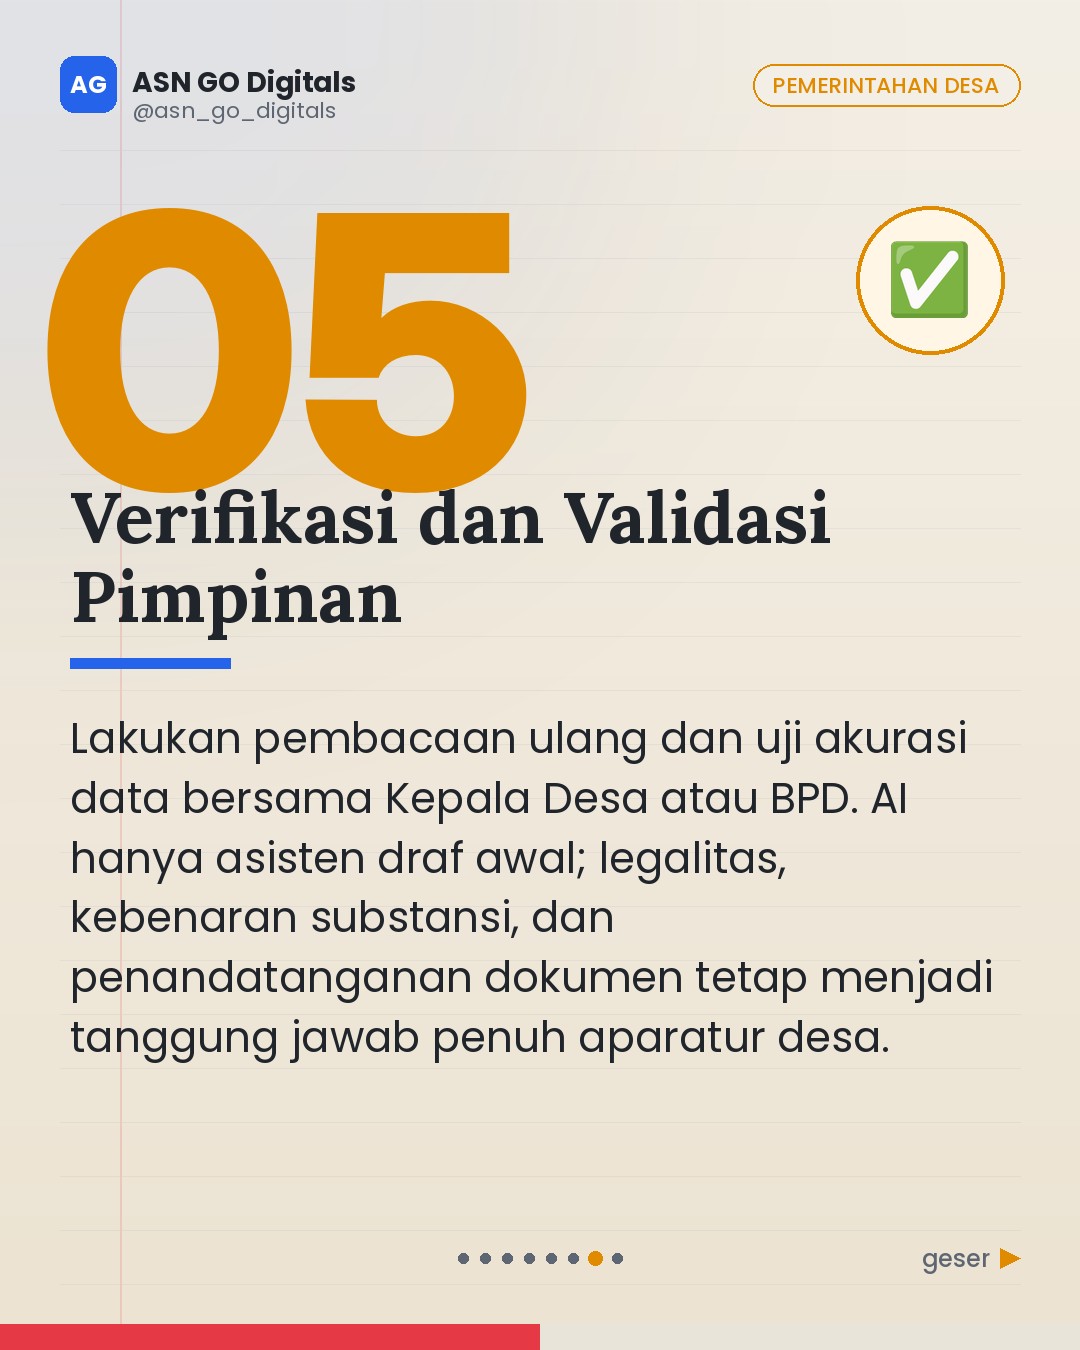 AG
ASN GO Digitals
@asn_go_digitals
PEMERINTAHAN DESA
05
Verifikasi dan Validasi
Pimpinan
Lakukan pembacaan ulang dan uji akurasi
data bersama Kepala Desa atau BPD. AI
hanya asisten draf awal; legalitas,
kebenaran substansi, dan
penandatanganan dokumen tetap menjadi
tanggung jawab penuh aparatur desa.
geser